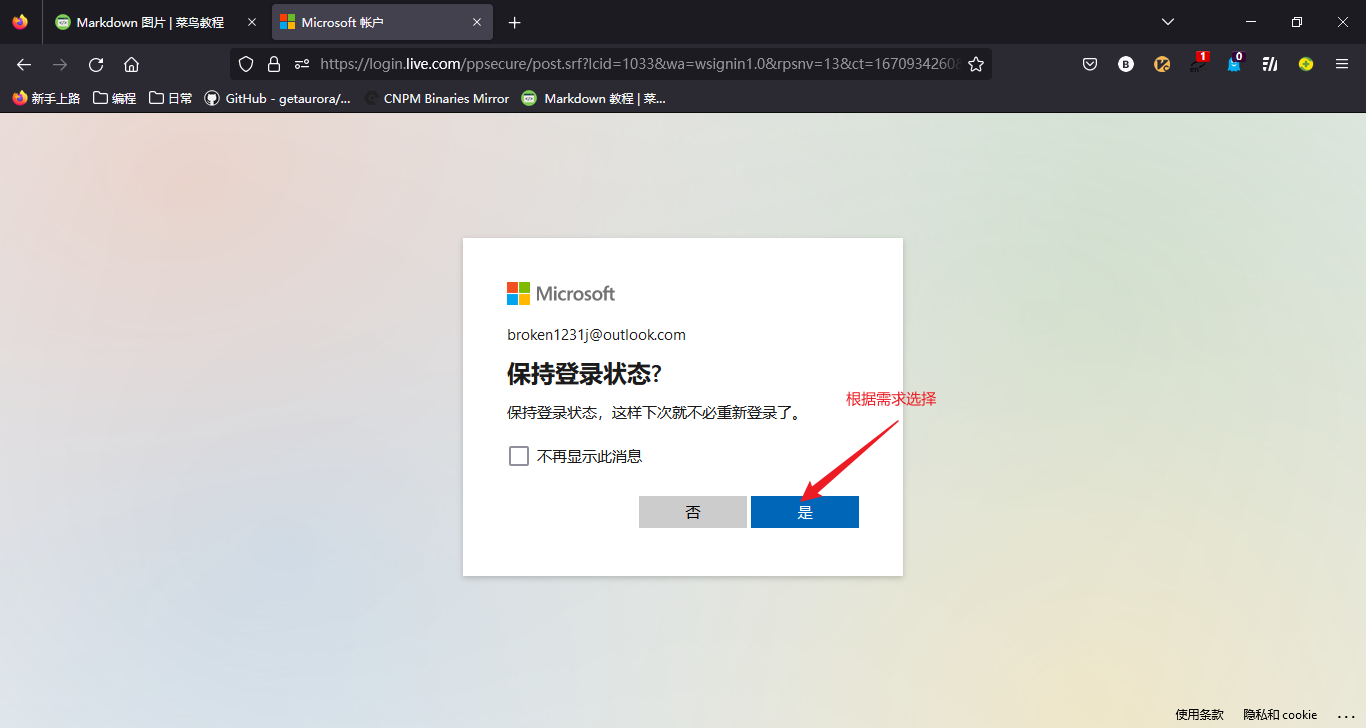 Markdown 图片 | 菜鸟教程
Microsoft 帐户
https://login.live.com/ppsecure/post.srf?lcid=1033&wa=wsignin1.0&rpsnv=13&ct=1670934260
B
1
en
0
新手上路
编程
日常
GitHub - getaurora/...
CNPM Binaries Mirror
Markdown 教程 | 菜...
Microsoft
broken1231j@outlook.com
保持登录状态?
保持登录状态，这样下次就不必重新登录了。
根据需求选择
不再显示此消息
否
是
使用条款
隐私和 cookie
...